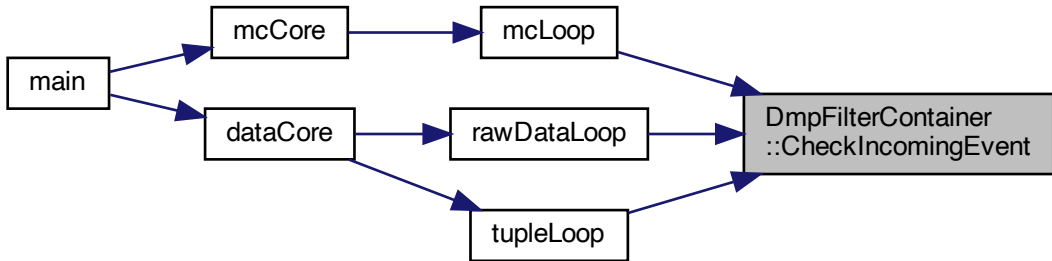 main
mcCore
dataCore
mcLoop
rawDataLoop
tupleLoop
DmpFilterContainer
::CheckIncomingEvent